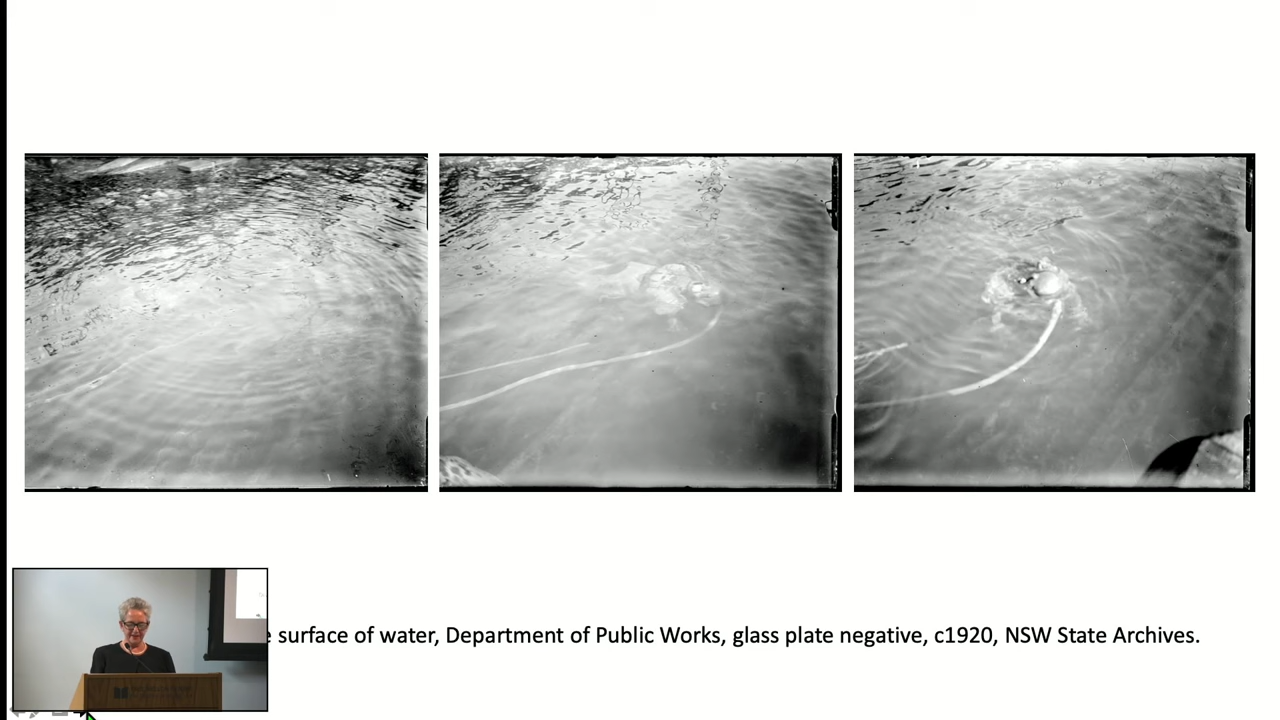 surface of water, Department of Public Works, glass plate negative, c1920, NSW State Archives.